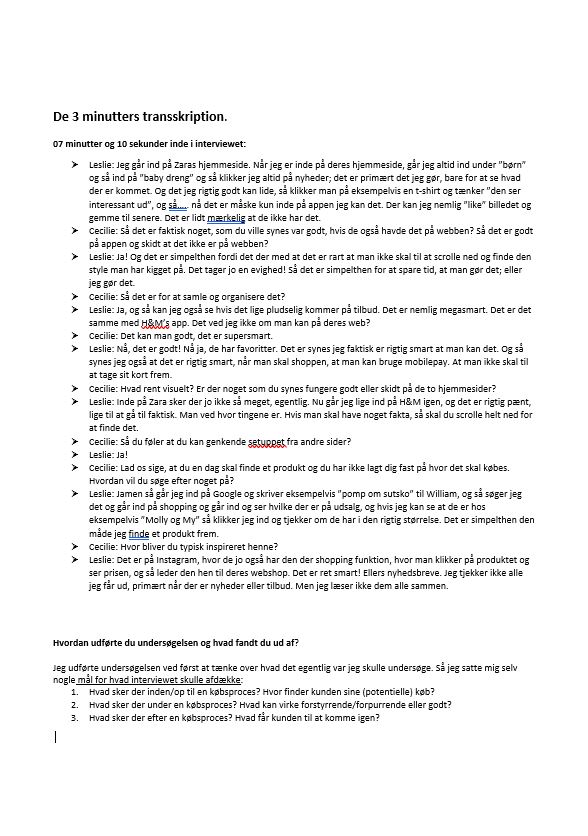 De 3 minutters transskription.
07 minutter og 10 sekunder inde i interviewet:
➢ Leslie: Jeg går ind på Zaras hjemmeside. Når jeg er inde på deres hjemmeside, går jeg altid ind under ”børn”
og så ind på ”baby dreng” og så klikker jeg altid på nyheder; det er primært det jeg gør, bare for at se hvad
der er kommet. Og det jeg rigtig godt kan lide, så klikker man på eksempelvis en t-shirt og tænker ”den ser
interessant ud”, og så…. nå det er måske kun inde på appen jeg kan det. Der kan jeg nemlig ”like” billedet og
gemme til senere. Det er lidt mærkelig at de ikke har det.
➢ Cecilie: Så det er faktisk noget, som du ville synes var godt, hvis de også havde det på webben? Så det er godt
på appen og skidt at det ikke er på webben?
➢ Leslie: Ja! Og det er simpelthen fordi det der med at det er rart at man ikke skal til at scrolle ned og finde den
style man har kigget på. Det tager jo en evighed! Så det er simpelthen for at spare tid, at man gør det; eller
jeg gør det.
➢ Cecilie: Så det er for at samle og organisere det?
➢ Leslie: Ja, og så kan jeg også se hvis det lige pludselig kommer på tilbud. Det er nemlig megasmart. Det er det
samme med H&M’s app. Det ved jeg ikke om man kan på deres web?
➢ Cecilie: Det kan man godt, det er supersmart.
➢ Leslie: Nå, det er godt! Nå ja, de har favoritter. Det er synes jeg faktisk er rigtig smart at man kan det. Og så
synes jeg også at det er rigtig smart, når man skal shoppen, at man kan bruge mobilepay. At man ikke skal til
at tage sit kort frem.
➢ Cecilie: Hvad rent visuelt? Er der noget som du synes fungere godt eller skidt på de to hjemmesider?
➢ Leslie: Inde på Zara sker der jo ikke så meget, egentlig. Nu går jeg lige ind på H&M igen, og det er rigtig pænt,
lige til at gå til faktisk. Man ved hvor tingene er. Hvis man skal have noget fakta, så skal du scrolle helt ned for
at finde det.
➢ Cecilie: Så du føler at du kan genkende setuppet fra andre sider?
➢ Leslie: Ja!
➢ Cecilie: Lad os sige, at du en dag skal finde et produkt og du har ikke lagt dig fast på hvor det skal købes.
Hvordan vil du søge efter noget på?
➢ Leslie: Jamen så går jeg ind på Google og skriver eksempelvis ”pomp om sutsko” til William, og så søger jeg
det og går ind på shopping og går ind og ser hvilke der er på udsalg, og hvis jeg kan se at de er hos
eksempelvis ”Molly og My” så klikker jeg ind og tjekker om de har i den rigtig størrelse. Det er simpelthen den
måde jeg finde et produkt frem.
➢ Cecilie: Hvor bliver du typisk inspireret henne?
➢ Leslie: Det er på Instagram, hvor de jo også har den der shopping funktion, hvor man klikker på produktet og
ser prisen, og så leder den hen til deres webshop. Det er ret smart! Ellers nyhedsbreve. Jeg tjekker ikke alle
jeg får ud, primært når der er nyheder eller tilbud. Men jeg læser ikke dem alle sammen.
Hvordan udførte du undersøgelsen og hvad fandt du ud af?
Jeg udførte undersøgelsen ved først at tænke over hvad det egentlig var jeg skulle undersøge. Så jeg satte mig selv
nogle mål for hvad interviewet skulle afdække:
1. Hvad sker der inden/op til en købsproces? Hvor finder kunden sine (potentielle) køb?
2. Hvad sker der under en købsproces? Hvad kan virke forstyrrende/forpurrende eller godt?
3. Hvad sker der efter en købsproces? Hvad får kunden til at komme igen?